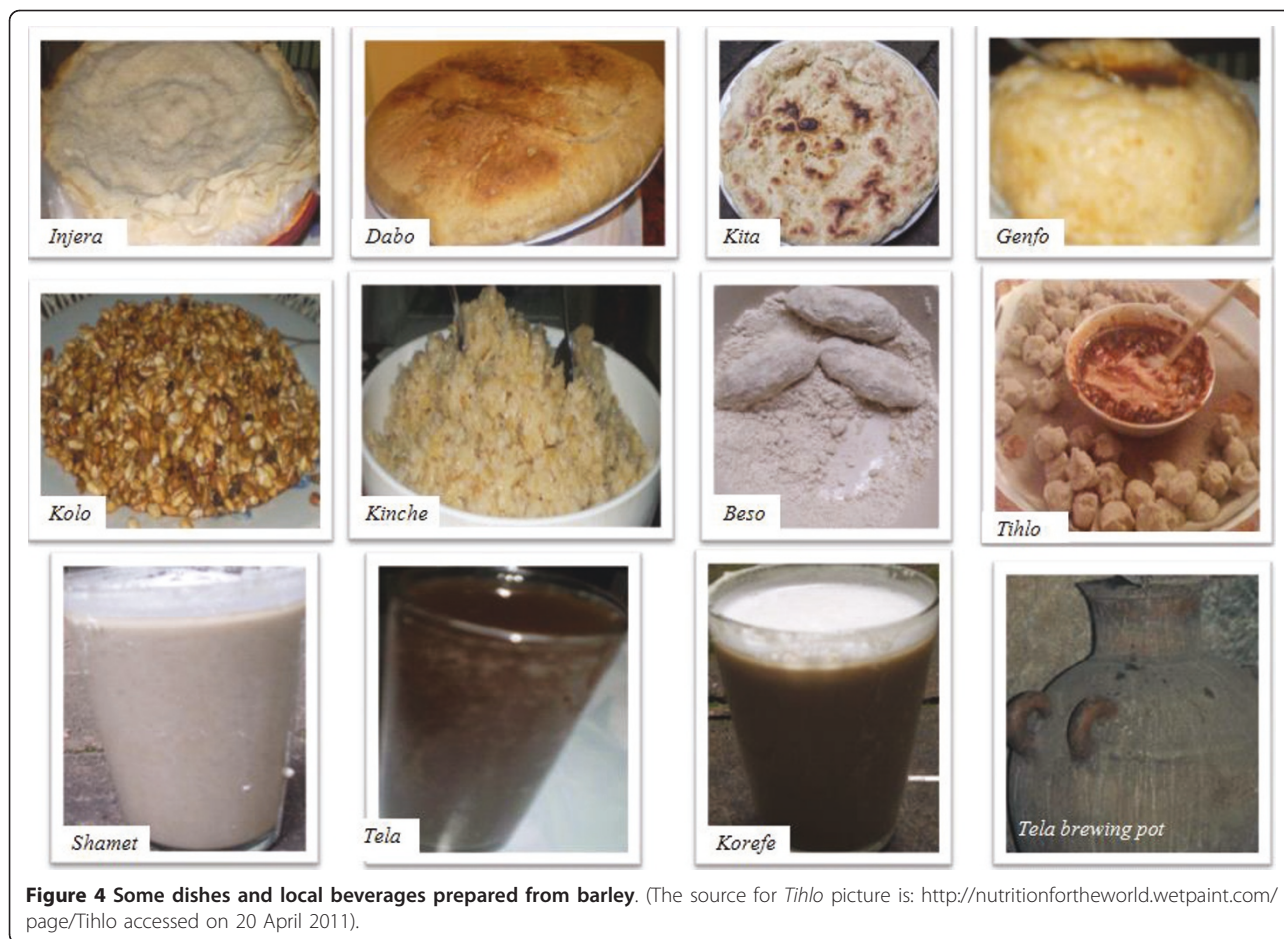 Injera
Dabo
Kita
Genfo
Kolo
Kinche
Beso
Tihlo
Shamet
Tela
Korefe
Tela brewing pot
Figure 4 Some dishes and local beverages prepared from barley. (The source for Tihlo picture is: http://nutritionfortheworld.wetpaint.com/
page/Tihlo accessed on 20 April 2011).